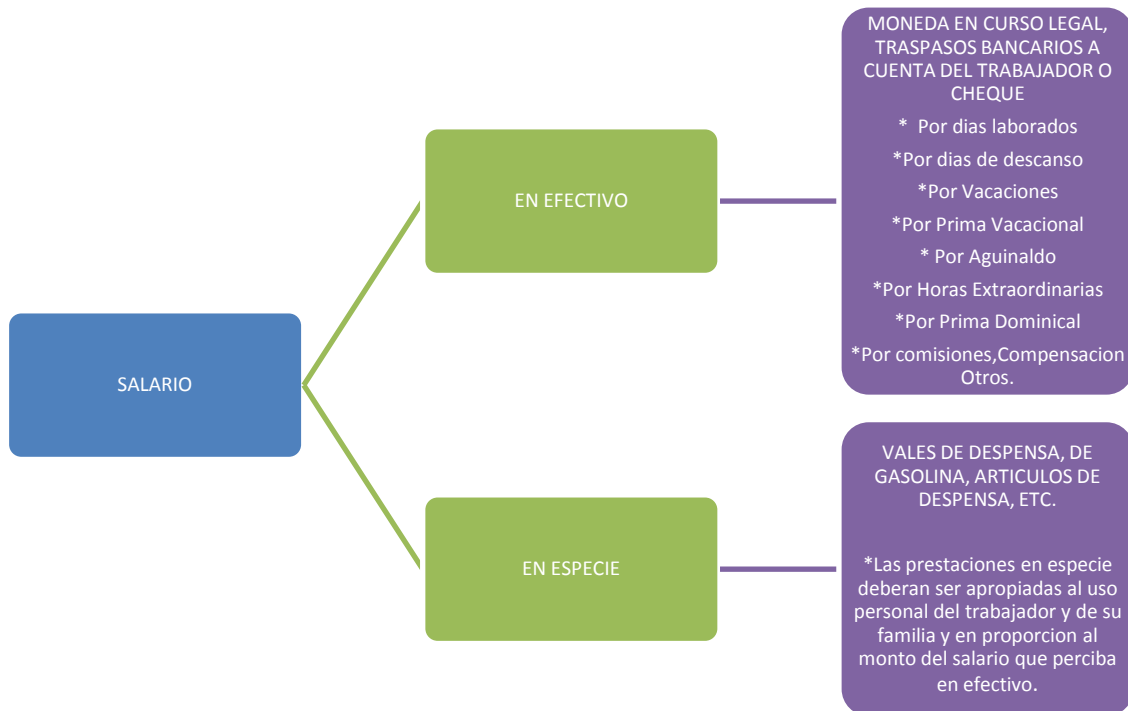 SALARIO
EN EFECTIVO
MONEDA EN CURSO LEGAL,
TRASPASOS BANCARIOS A
CUENTA DEL TRABAJADOR O
CHEQUE
* Por dias laborados
*Por dias de descanso
*Por Vacaciones
*Por Prima Vacacional
* Por Aguinaldo
*Por Horas Extraordinarias
*Por Prima Dominical
*Por comisiones,Compensacion
Otros.
EN ESPECIE
VALES DE DESPENSA, DE
GASOLINA, ARTICULOS DE
DESPENSA, ETC.
*Las prestaciones en especie
deberan ser apropiadas al uso
personal del trabajador y de su
familia y en proporcion al
monto del salario que perciba
en efectivo.